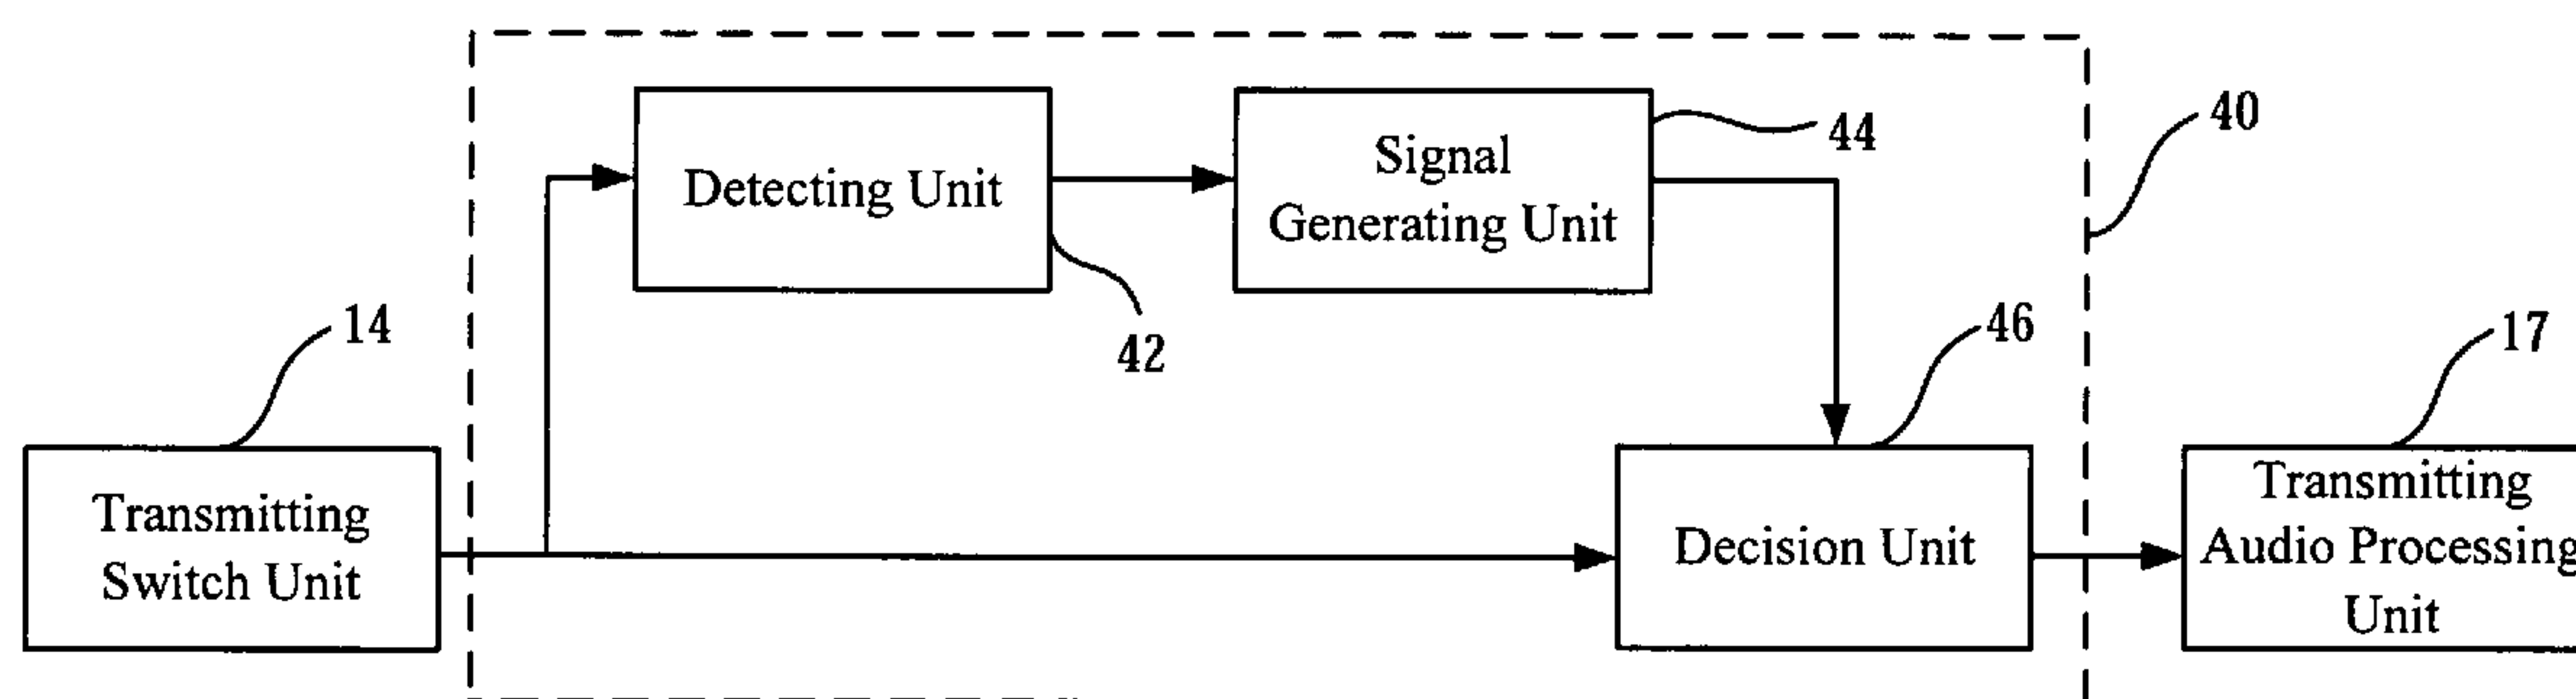 40
44
Signal
Generating Unit
Detecting Unit
42
14
46
17
Transmitting
Switch Unit
Decision Unit
Transmitting
Audio Processing
Unit